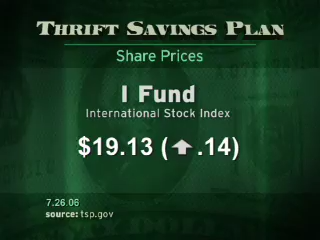 THRIFT SAVINGS PLAN
Share Prices
I Fund
International Stock Index
$19.13 (⬆ .14)
7.26.06
source: tsp.gov